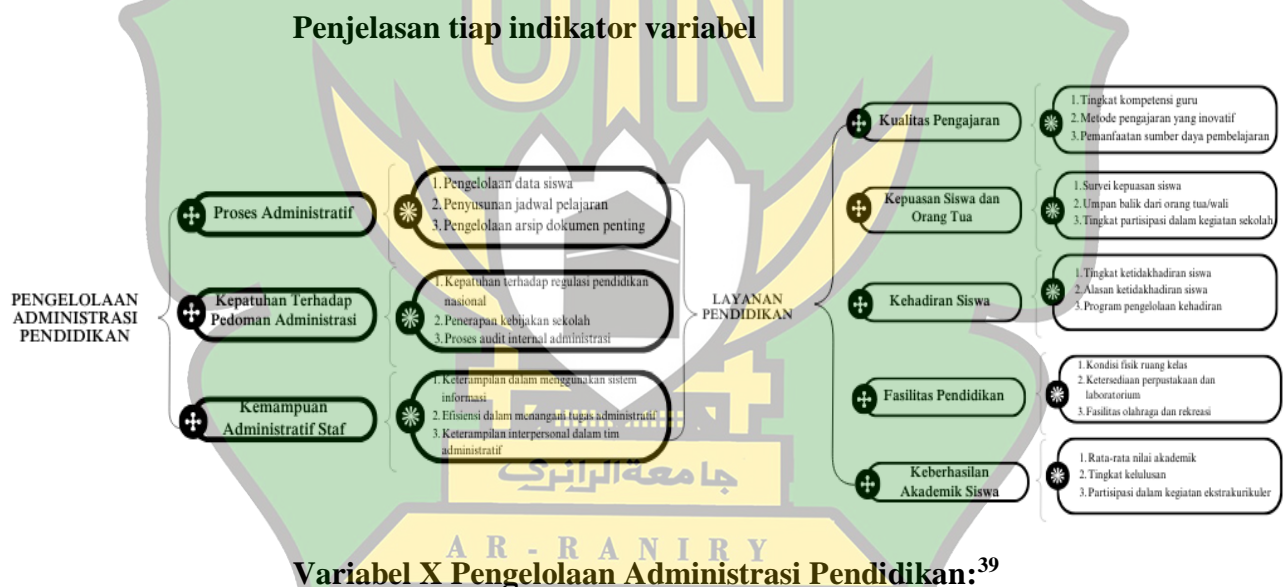 Penjelasan tiap indikator variabel
UIN
PENGELOLAAN
ADMINISTRASI
PENDIDIKAN
Proses Administratif
1.Pengelolaan data siswa
2.Penyusunan jadwal pelajaran
3.Pengelolaan arsip dokumen penting
Kepatuhan Terhadap
Pedoman Administrasi
1.Kepatuhan terhadap regulasi pendidikan
nasional
2.Penerapan kebijakan sekolah
3.Proses audit internal administrasi
Kemampuan
Administratif Staf
1.Keterampilan dalam menggunakan sistem
informasi
2.Efisiensi dalam menangani tugas administratif
3.Keterampilan interpersonal dalam tim
administratif
LAYANAN
PENDIDIKAN
Kualitas Pengajaran
1.Tingkat kompetensi guru
2.Metode pengajaran yang inovatif
3.Pemanfaatan sumber daya pembelajaran
Kepuasan Siswa dan
Orang Tua
1.Survei kepuasan siswa
2.Umpan balik dari orang tua/wali
3.Tingkat partisipasi dalam kegiatan sekolah
Kehadiran Siswa
1.Tingkat ketidakhadiran siswa
2.Alasan ketidakhadiran siswa
3.Program pengelolaan kehadiran
Fasilitas Pendidikan
1.Kondisi fisik ruang kelas
2.Ketersediaan perpustakaan dan
laboratorium
3.Fasilitas olahraga dan rekreasi
Keberhasilan
Akademik Siswa
1.Rata-rata nilai akademik
2.Tingkat kelulusan
3.Partisipasi dalam kegiatan ekstrakurikuler
جامعة الرانري
AR-RANIRY
Variabel X Pengelolaan Administrasi Pendidikan:39